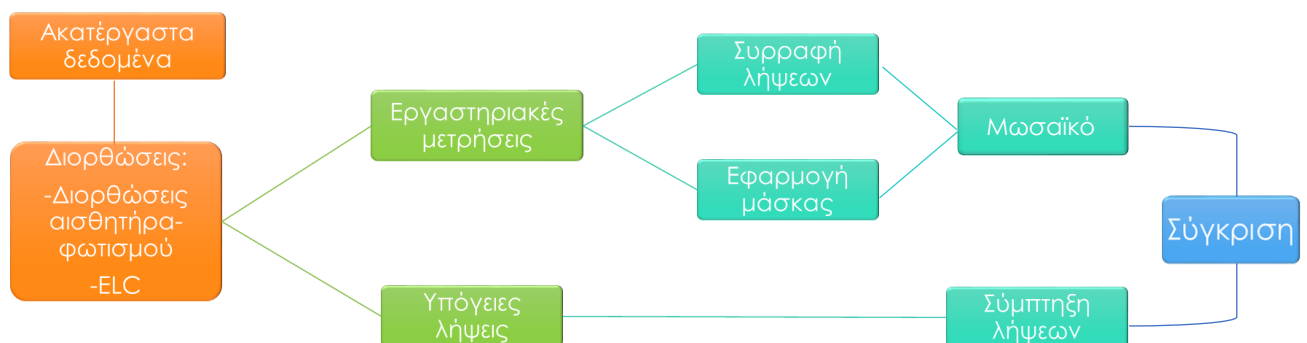 Ακατέργαστα
δεδομένα
Διορθώσεις:
-Διορθώσεις
αισθητήρα-
φωτισμού
-ELC
Εργαστηριακές
μετρήσεις
Υπόγειες
λήψεις
Συρραφή
λήψεων
Εφαρμογή
μάσκας
Μωσαϊκό
Σύμπτηξη
λήψεων
Σύγκριση